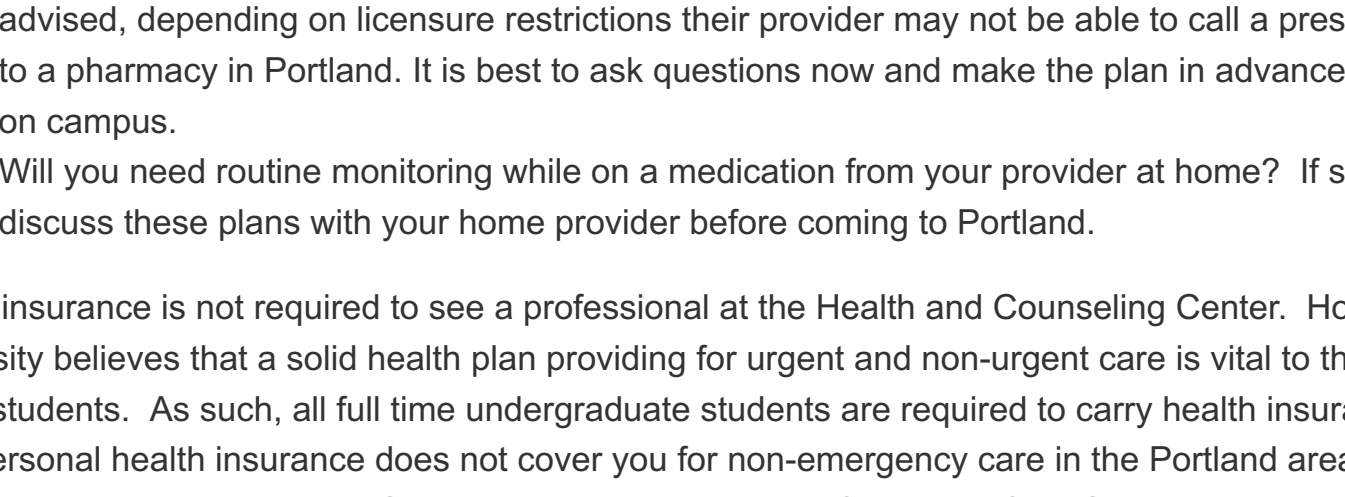 advised, depending on licensure restrictions their provider may not be able to call a pres
to a pharmacy in Portland. It is best to ask questions now and make the plan in advance
on campus.
Will you need routine monitoring while on a medication from your provider at home?  If s
discuss these plans with your home provider before coming to Portland.
insurance is not required to see a professional at the Health and Counseling Center.  Ho
sity believes that a solid health plan providing for urgent and non-urgent care is vital to th
students.  As such, all full time undergraduate students are required to carry health insura
ersonal health insurance does not cover you for non-emergency care in the Portland area